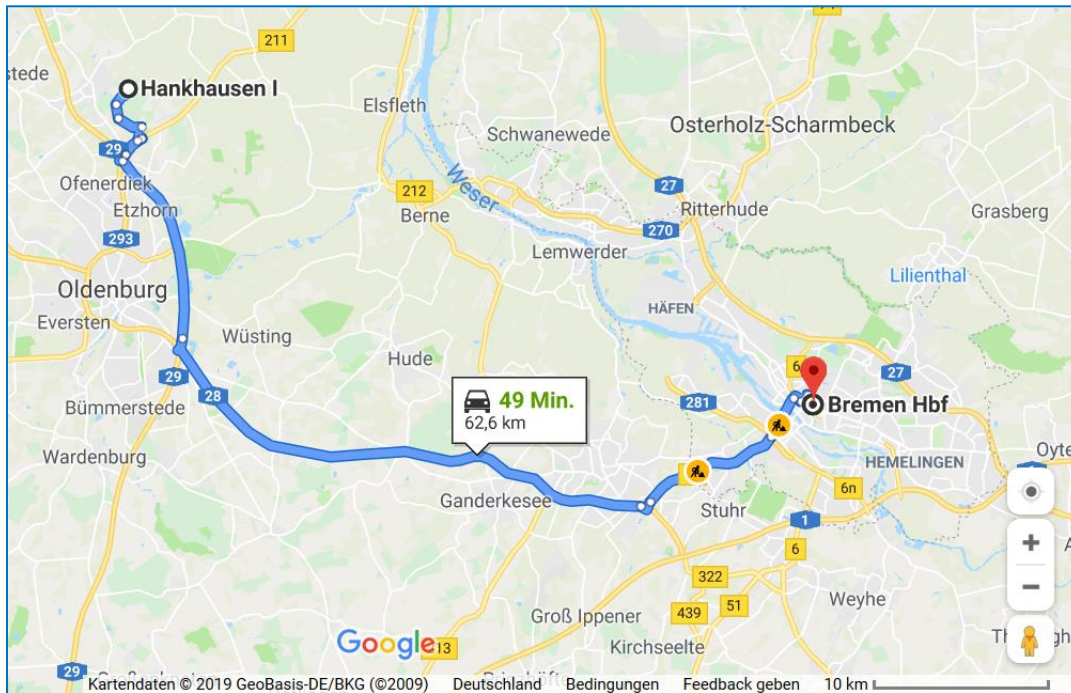 211
stede
Hankhausen I
Elsfleth
Schwanewede
Osterholz-Scharmbeck
29
Ofenerdiek
Weser
27
212
Etzhorn
Berne
Ritterhude
Grasberg
293
270
Lemwerder
Lilienthal
Oldenburg
HÄFEN
Eversten
Wüsting
Hude
6
27
29
28
49 Min.
62,6 km
281
Bremen Hbf
Bümmerstede
Wardenburg
HEMELINGEN
Oyte
Ganderkesee
6n
Stuhr
1
6
322
51
439
Weyhe
Groß Ippener
Kirchseelte
Google
13
29
Kartendaten © 2019 GeoBasis-DE/BKG (©2009) Deutschland Bedingungen Feedback geben 10 km